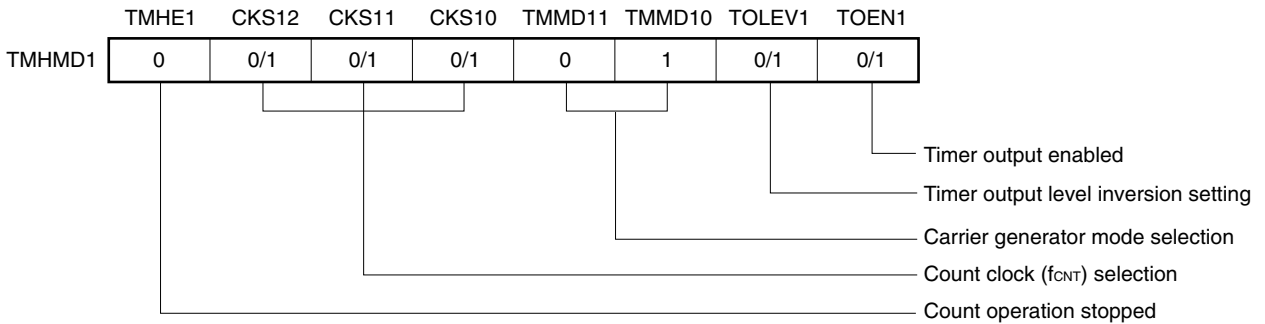 TMHE1 CKS12 CKS11 CKS10 TMMD11 TMMD10 TOLEV1 TOEN1
TMHMD1 0 0/1 0/1 0/1 0 1 0/1 0/1
Timer output enabled
Timer output level inversion setting
Carrier generator mode selection
Count clock (fCNT) selection
Count operation stopped